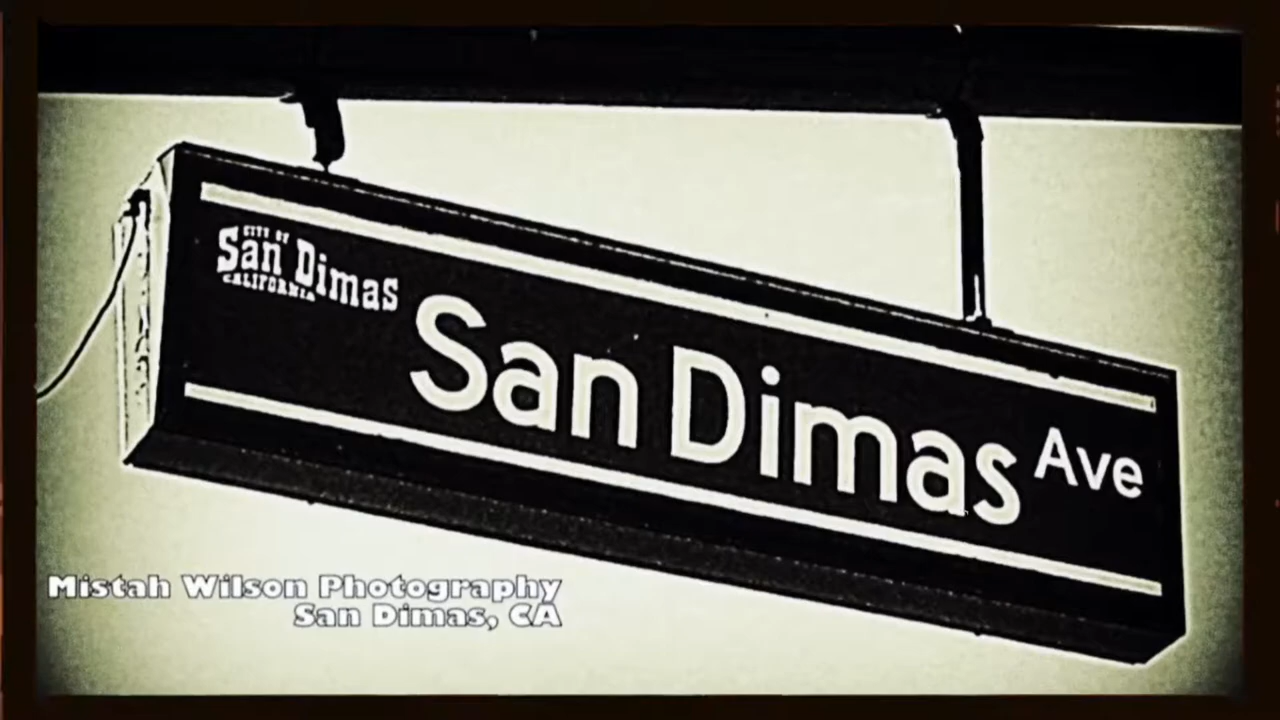 CITY OF
San Dimas
CALIFORNIA
San Dimas Ave
Mistah Wilson Photography
San Dimas, CA